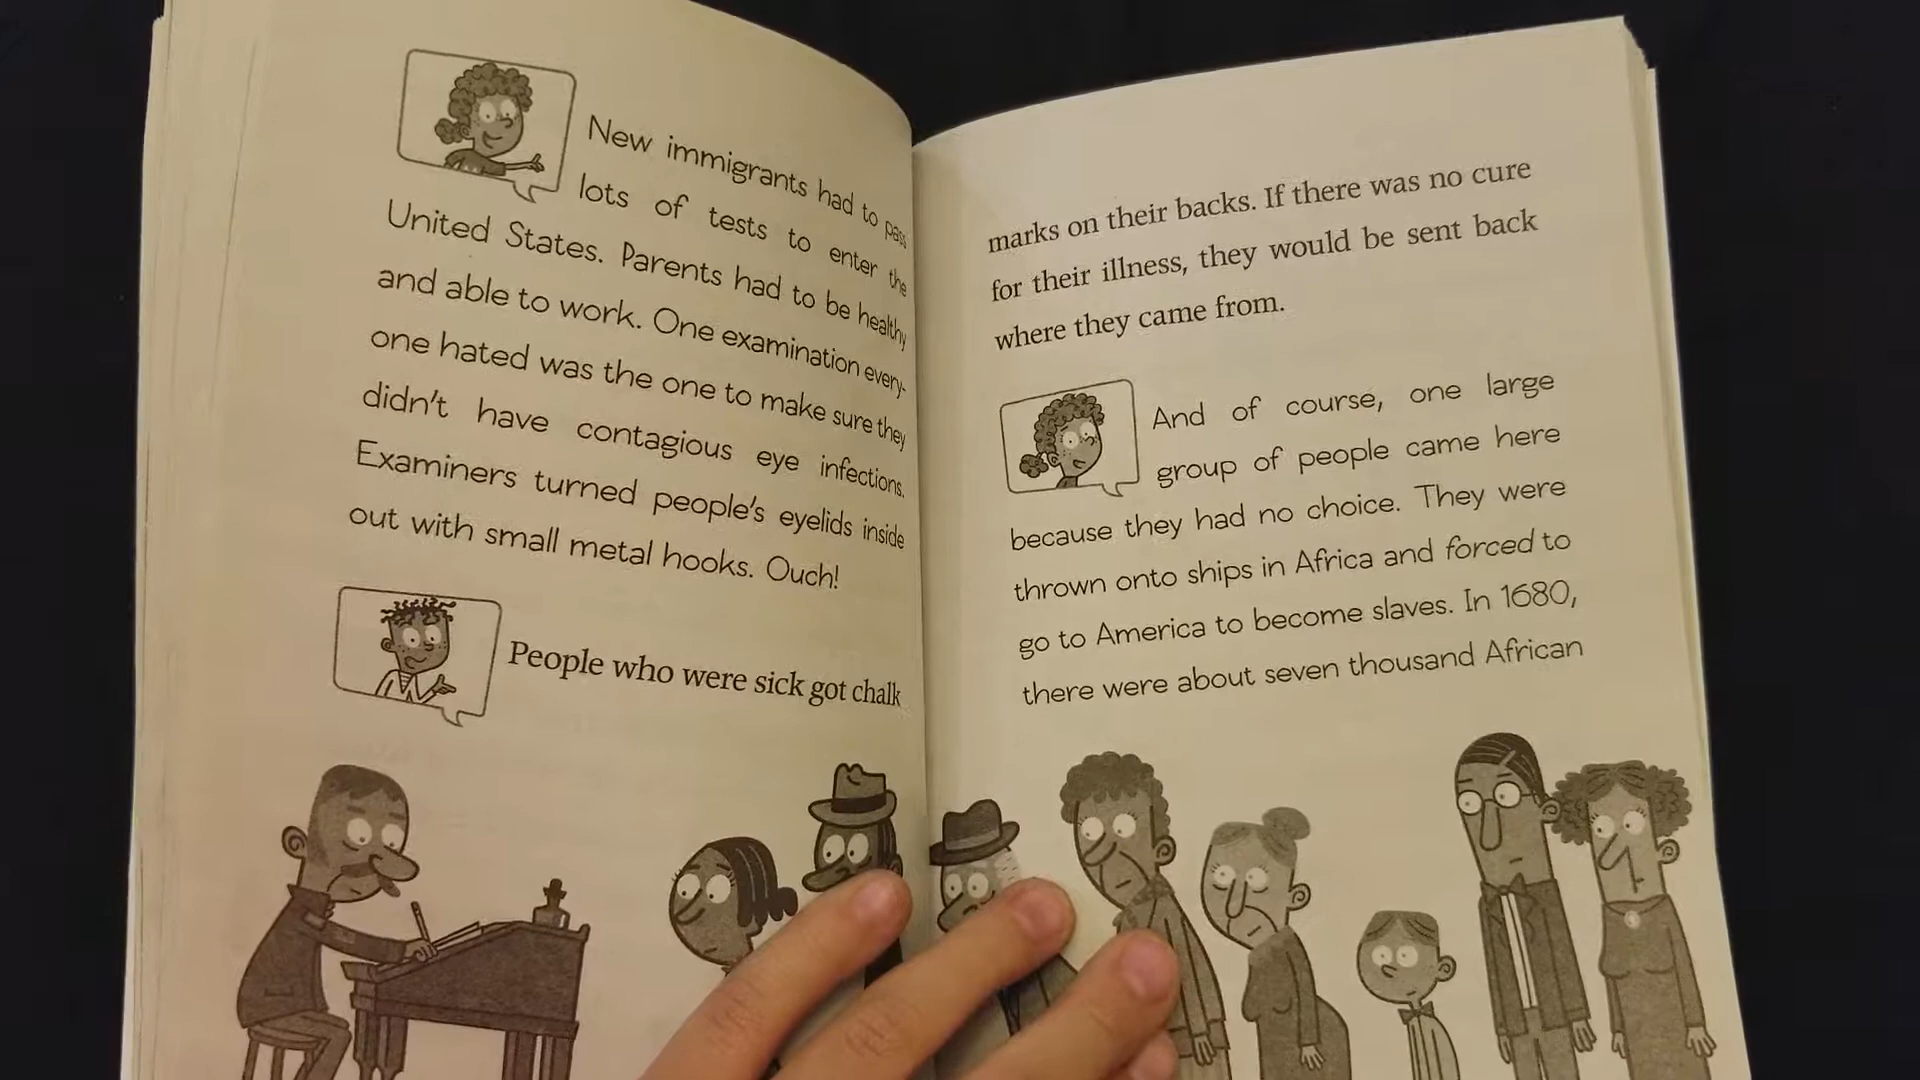 New immigrants had to pass
lots of tests to enter the
United States. Parents had to be healthy
and able to work. One examination every-
one hated was the one to make sure they
didn't have contagious eye infections.
Examiners turned people's eyelids inside
out with small metal hooks. Ouch!
People who were sick got chalk
marks on their backs. If there was no cure
for their illness, they would be sent back
where they came from.
And of course, one large
group of people came here
because they had no choice. They were
thrown onto ships in Africa and forced to
go to America to become slaves. In 1680,
there were about seven thousand African